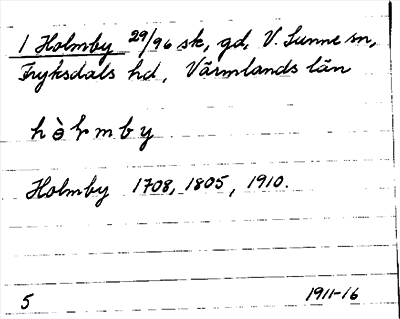 1 Holmby 29/96 sk, gd, V. Sunne sn,
Fryksdals hd, Värmlands län
Holmby 1708, 1805, 1910.
5 1911-16